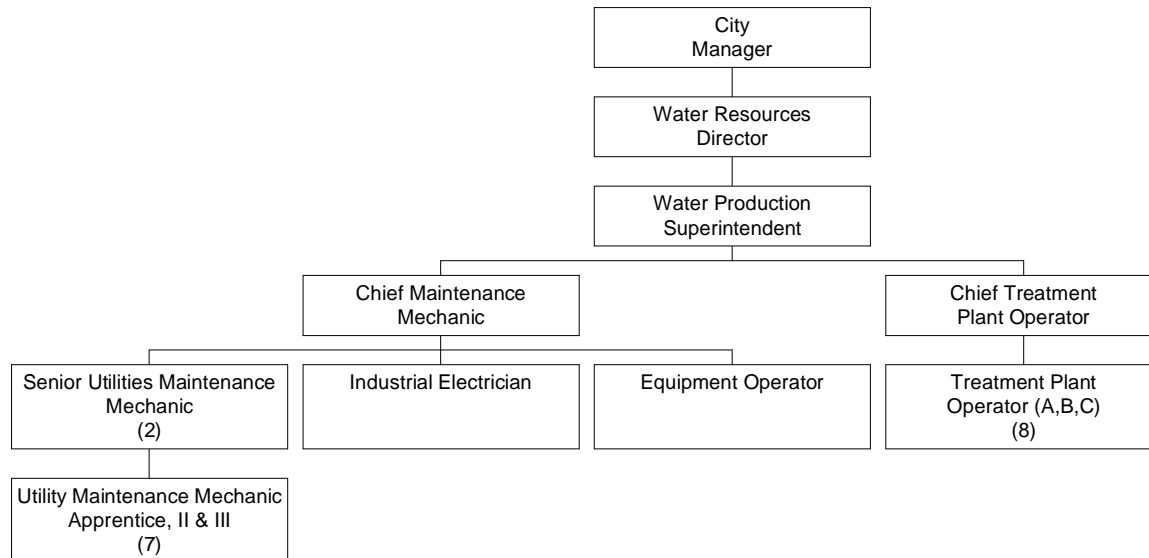 City
Manager
Water Resources
Director
Water Production
Superintendent
Chief Maintenance
Mechanic
Chief Treatment
Plant Operator
Senior Utilities Maintenance
Mechanic
(2)
Industrial Electrician
Equipment Operator
Treatment Plant
Operator (A,B,C)
(8)
Utility Maintenance Mechanic
Apprentice, II & III
(7)